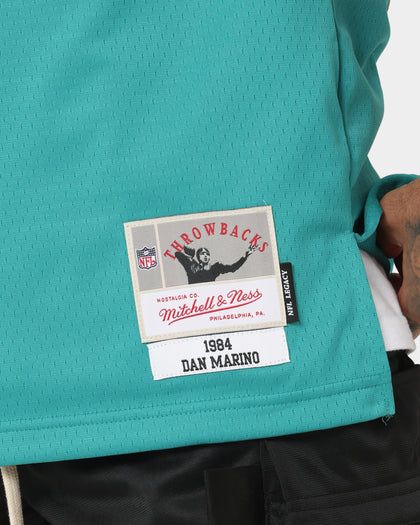 THROWBACKS
NFL
NOSTALGIA CO.
Mitchell & Ness
PHILADELPHIA, PA.
NFL LEGACY
1984
DAN MARINO